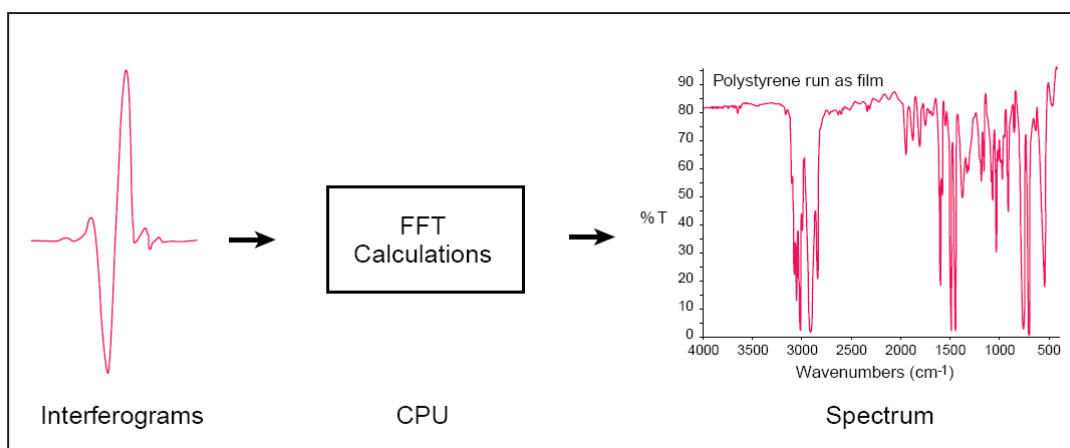 Polystyrene run as film
90
80
70
60
50
40
30
20
10
0
% T
4000 3500 3000 2500 2000 1500 1000 500
Wavenumbers (cm-1)
FFT
Calculations
Interferograms CPU Spectrum